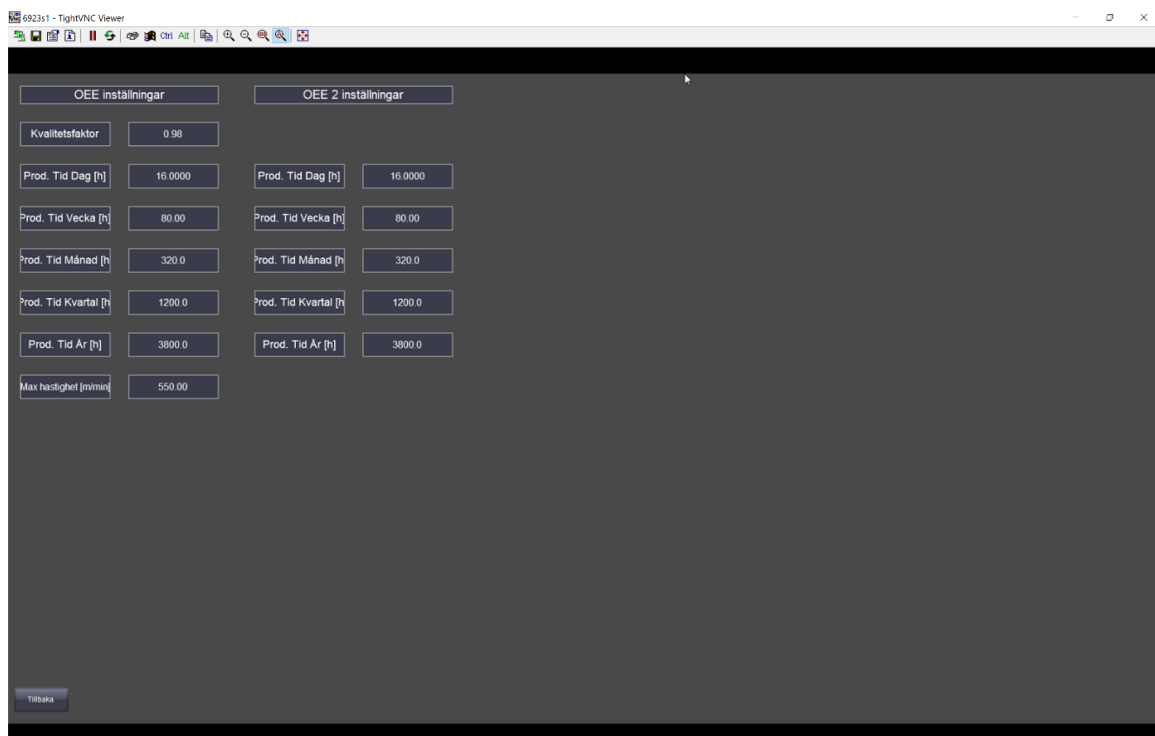 6923s1 - TightVNC Viewer
Ctrl Alt
OEE inställningar OEE 2 inställningar
Kvalitetsfaktor 0.98
Prod. Tid Dag [h] 16.0000 Prod. Tid Dag [h] 16.0000
Prod. Tid Vecka [h] 80.00 Prod. Tid Vecka [h] 80.00
Prod. Tid Månad [h 320.0 Prod. Tid Månad [h 320.0
Prod. Tid Kvartal [h 1200.0 Prod. Tid Kvartal [h 1200.0
Prod. Tid År [h] 3800.0 Prod. Tid År [h] 3800.0
Max hastighet [m/min] 550.00
Tillbaka